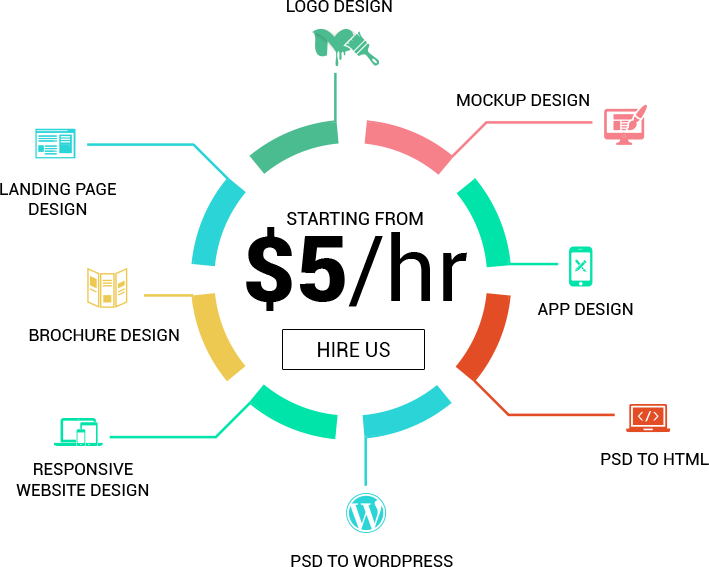 LOGO DESIGN
MOCKUP DESIGN
LANDING PAGE
DESIGN
STARTING FROM
$5/hr
APP DESIGN
BROCHURE DESIGN
HIRE US
RESPONSIVE
WEBSITE DESIGN
PSD TO HTML
PSD TO WORDPRESS